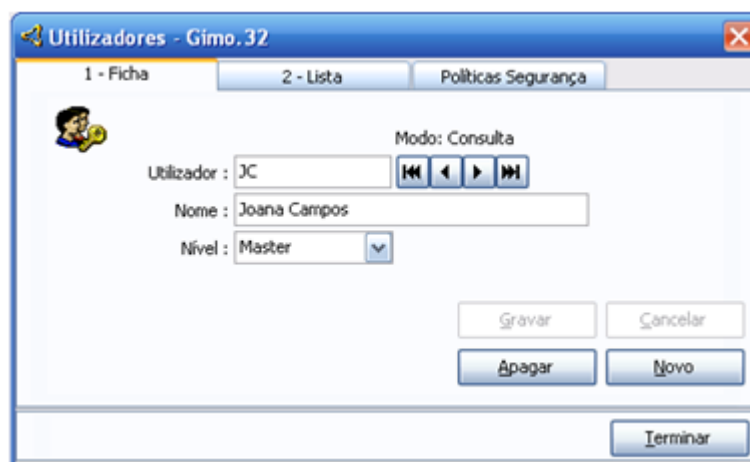 Utilizadores - Gimo.32
1 - Ficha 2 - Lista Políticas Segurança
Modo: Consulta
Utilizador : JC
Nome : Joana Campos
Nível : Master
Gravar Cancelar
Apagar Novo
Terminar